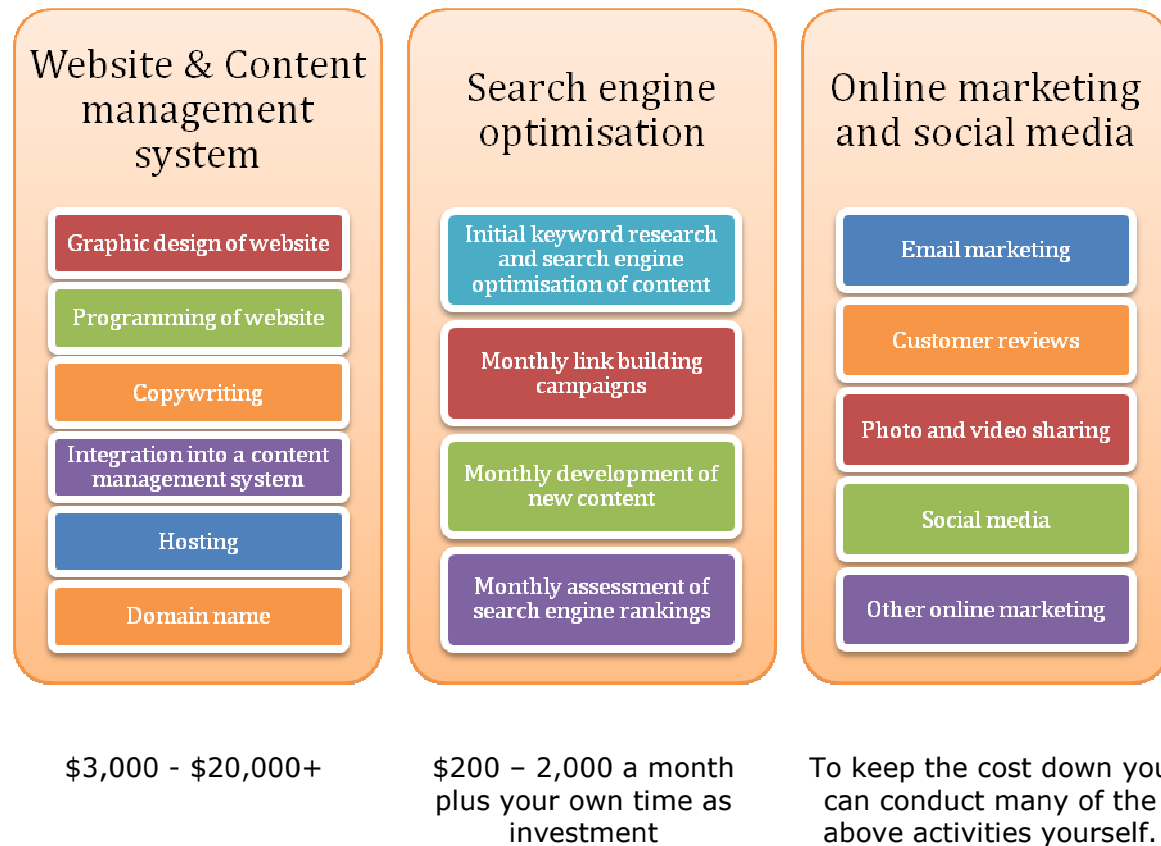 Website & Content
management
system
Graphic design of website
Programming of website
Copywriting
Integration into a content
management system
Hosting
Domain name
$3,000 - $20,000+
Search engine
optimisation
Initial keyword research
and search engine
optimisation of content
Monthly link building
campaigns
Monthly development of
new content
Monthly assessment of
search engine rankings
$200 – 2,000 a month
plus your own time as
investment
Online marketing
and social media
Email marketing
Customer reviews
Photo and video sharing
Social media
Other online marketing
To keep the cost down you
can conduct many of the
above activities yourself.